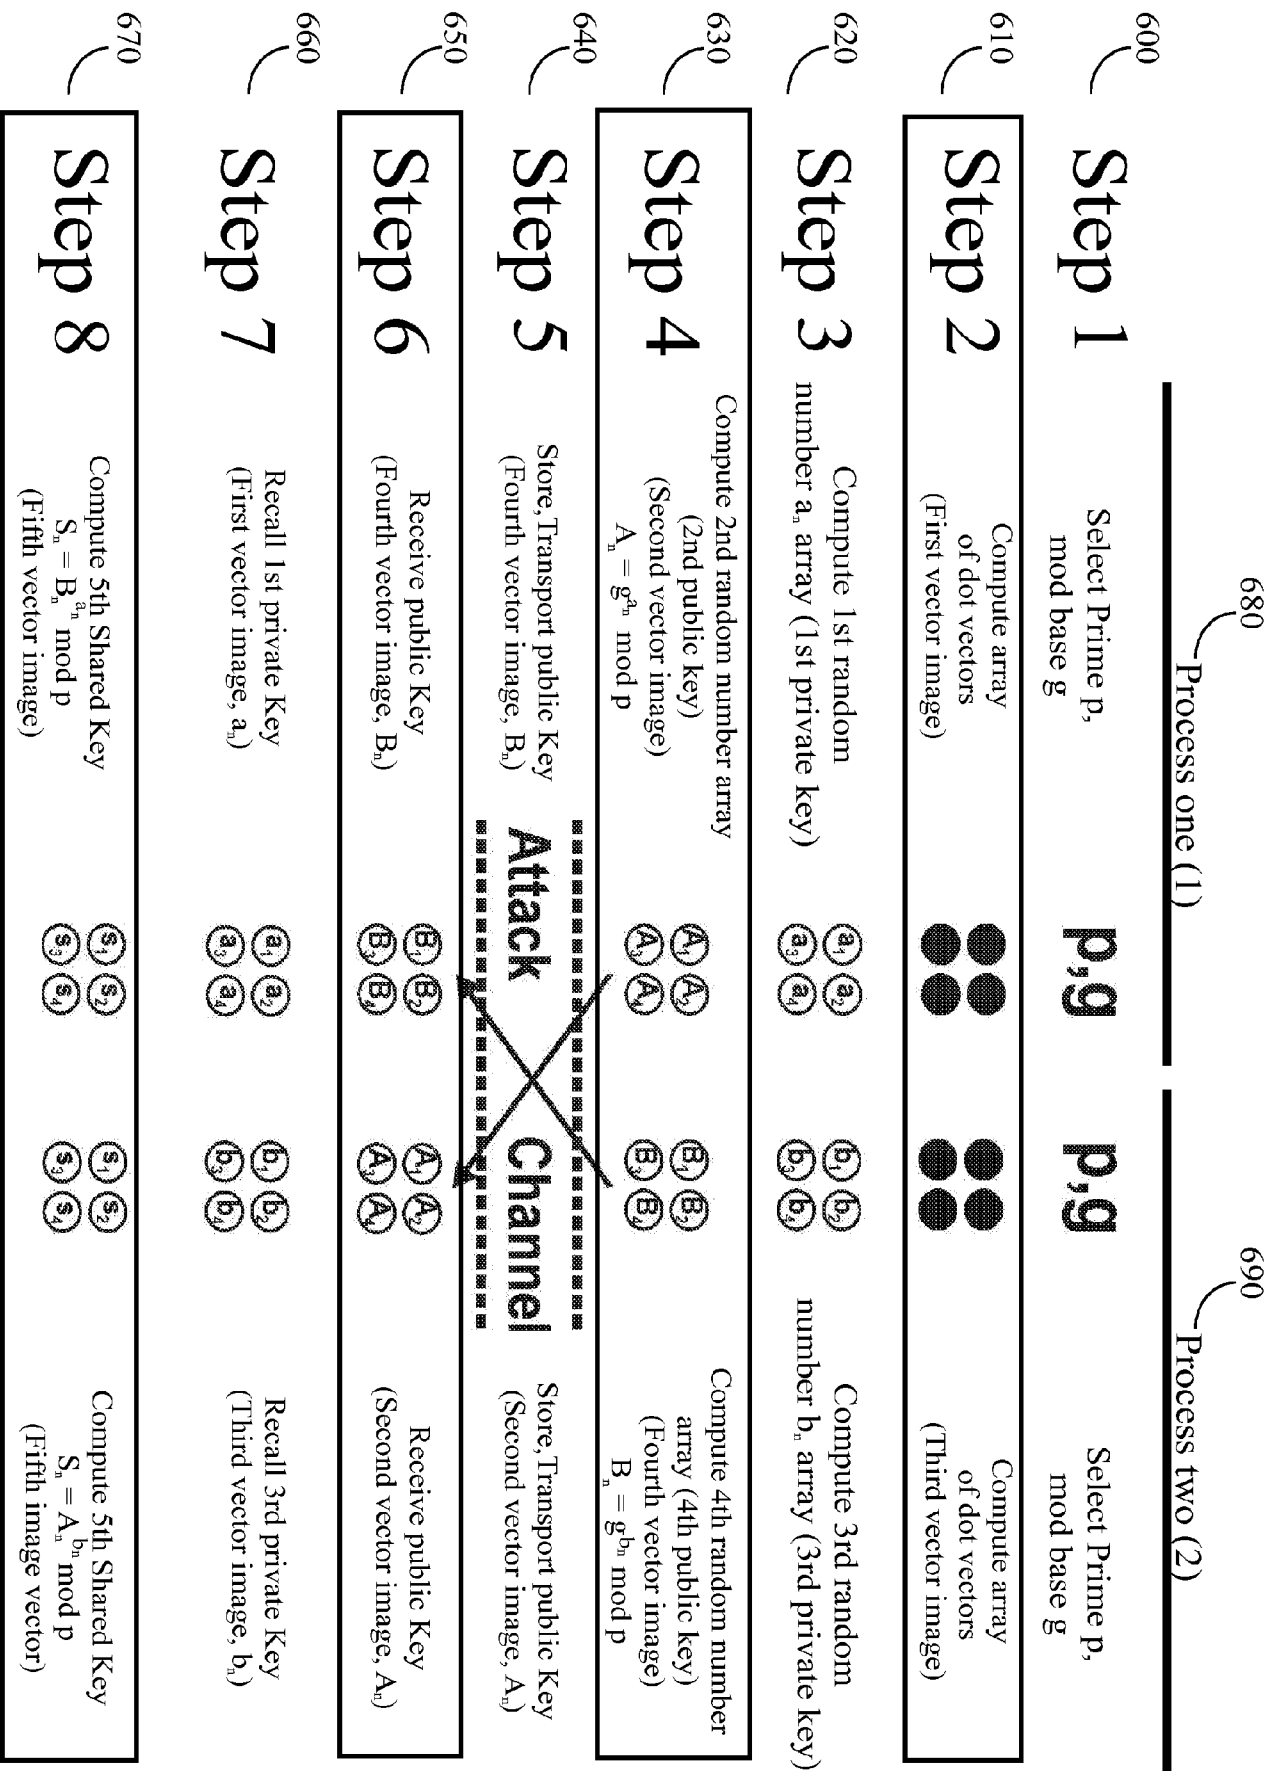 680
690
Process one (1)
Process two (2)
600
Step 1
Select Prime p,
mod base g
p,g
p,g
Select Prime p,
mod base g
610
Step 2
Compute array
of dot vectors
(First vector image)
Compute array
of dot vectors
(Third vector image)
620
Step 3
Compute 1st random
number aₙ array (1st private key)
a₁ a₂
a₃ a₄
b₁ b₂
b₃ b₄
Compute 3rd random
number bₙ array (3rd private key)
630
Step 4
Compute 2nd random number array
(2nd public key)
(Second vector image)
Aₙ = g^aₙ mod p
A₁ A₂
A₃ A₄
B₁ B₂
B₃ B₄
Compute 4th random number
array (4th public key)
(Fourth vector image)
Bₙ = g^bₙ mod p
640
Step 5
Store,Transport public Key
(Fourth vector image, Bₙ)
Attack Channel
Store,Transport public Key
(Second vector image, Aₙ)
650
Step 6
Receive public Key
(Fourth vector image, Bₙ)
B₁ B₂
B₃ B₄
A₁ A₂
A₃ A₄
Receive public Key
(Second vector image, Aₙ)
660
Step 7
Recall 1st private Key
(First vector image, aₙ)
a₁ a₂
a₃ a₄
b₁ b₂
b₃ b₄
Recall 3rd private Key
(Third vector image, bₙ)
670
Step 8
Compute 5th Shared Key
Sₙ = Bₙ^aₙ mod p
(Fifth vector image)
s₁ s₂
s₃ s₄
s₁ s₂
s₃ s₄
Compute 5th Shared Key
Sₙ = Aₙ^bₙ mod p
(Fifth image vector)